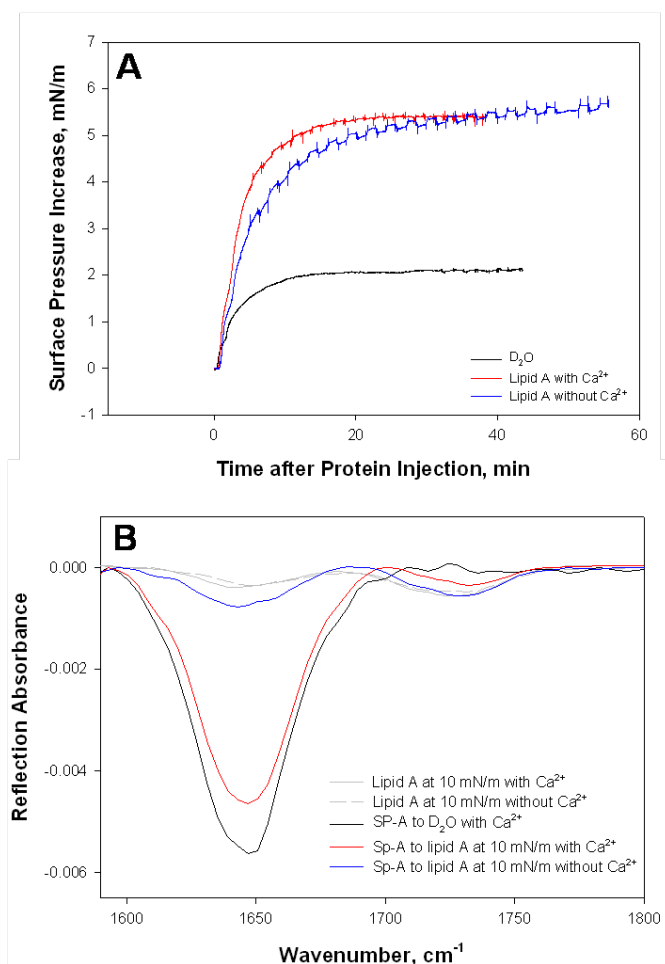 A
Surface Pressure Increase, mN/m
7
6
5
4
3
2
1
0
-1
D₂O
Lipid A with Ca²⁺
Lipid A without Ca²⁺
0 20 40 60
Time after Protein Injection, min
B
Reflection Absorbance
0.000
-0.002
-0.004
-0.006
Lipid A at 10 mN/m with Ca²⁺
Lipid A at 10 mN/m without Ca²⁺
SP-A to D₂O with Ca²⁺
Sp-A to lipid A at 10 mN/m with Ca²⁺
Sp-A to lipid A at 10 mN/m without Ca²⁺
1600 1650 1700 1750 1800
Wavenumber, cm⁻¹